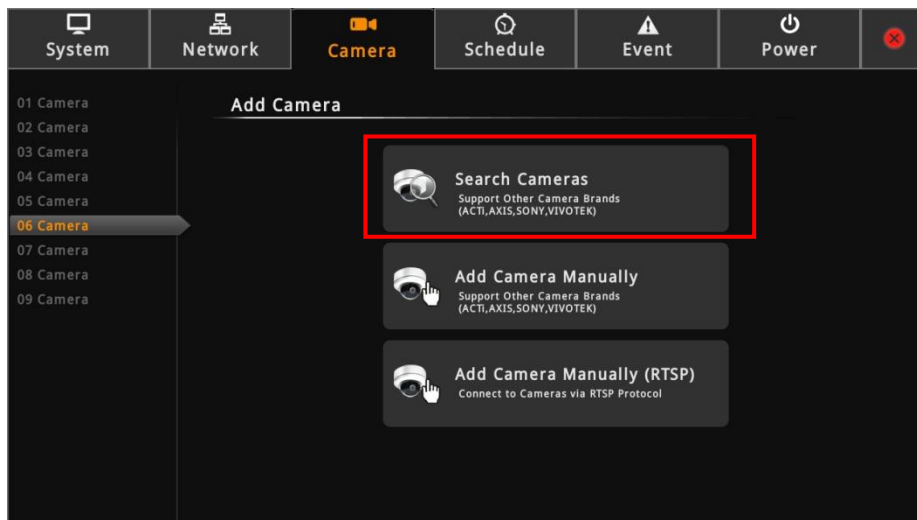 System
Network
Camera
Schedule
Event
Power
01 Camera
02 Camera
03 Camera
04 Camera
05 Camera
06 Camera
07 Camera
08 Camera
09 Camera
Add Camera
Search Cameras
Support Other Camera Brands
(ACTi,AXIS,SONY,VIVOTEK)
Add Camera Manually
Support Other Camera Brands
(ACTi,AXIS,SONY,VIVOTEK)
Add Camera Manually (RTSP)
Connect to Cameras via RTSP Protocol